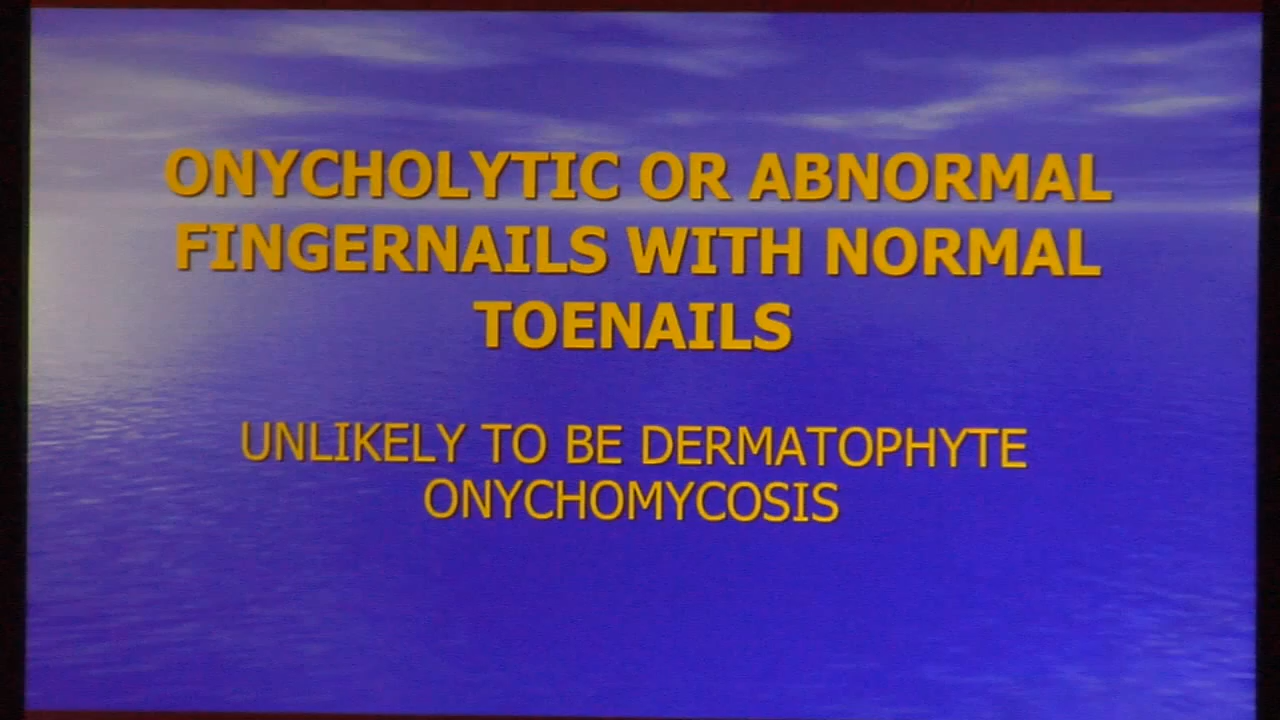 ONYCHOLYTIC OR ABNORMAL
FINGERNAILS WITH NORMAL
TOENAILS
UNLIKELY TO BE DERMATOPHYTE
ONYCHOMYCOSIS